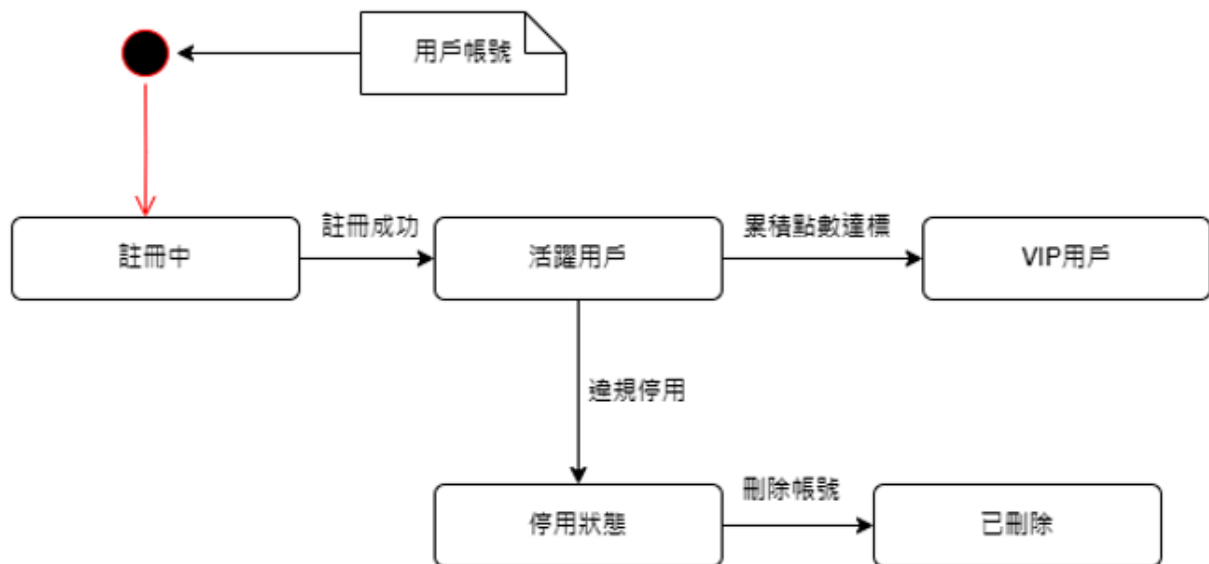 用戶帳號
註冊中
註冊成功
活躍用戶
累積點數達標
VIP用戶
違規停用
停用狀態
刪除帳號
已刪除